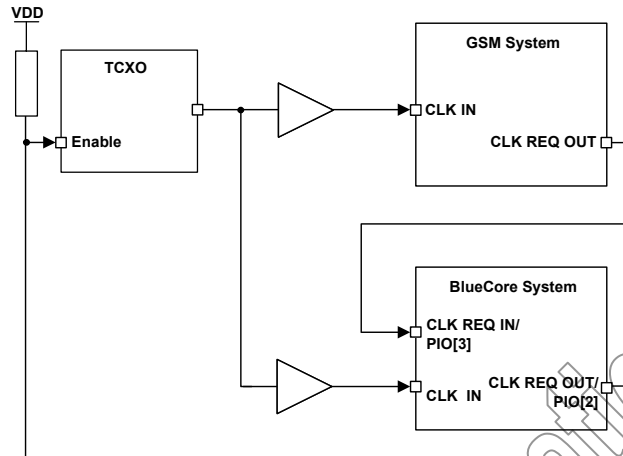 VDD
TCXO
Enable
GSM System
CLK IN
CLK REQ OUT
BlueCore System
CLK REQ IN/
PIO[3]
CLK IN
CLK REQ OUT/
PIO[2]